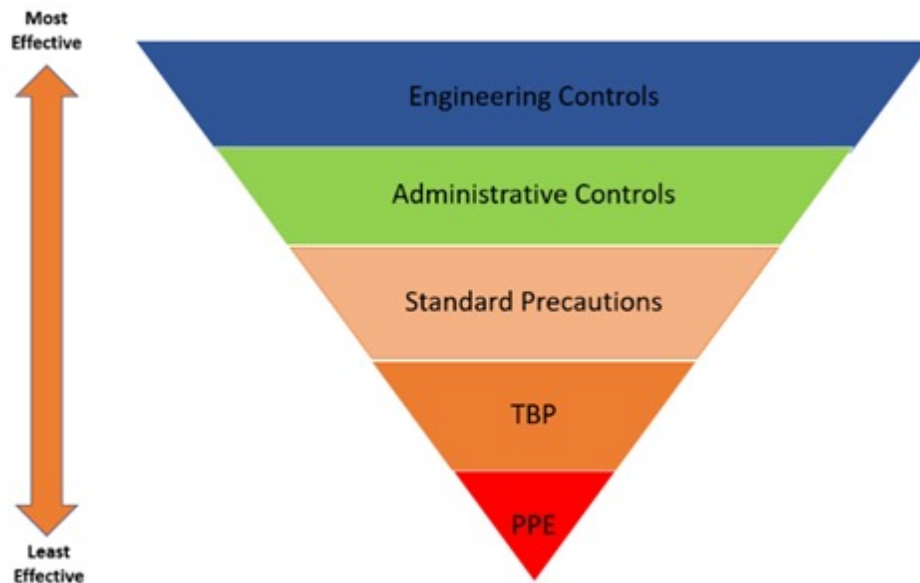 Most
Effective
Engineering Controls
Administrative Controls
Standard Precautions
TBP
PPE
Least
Effective